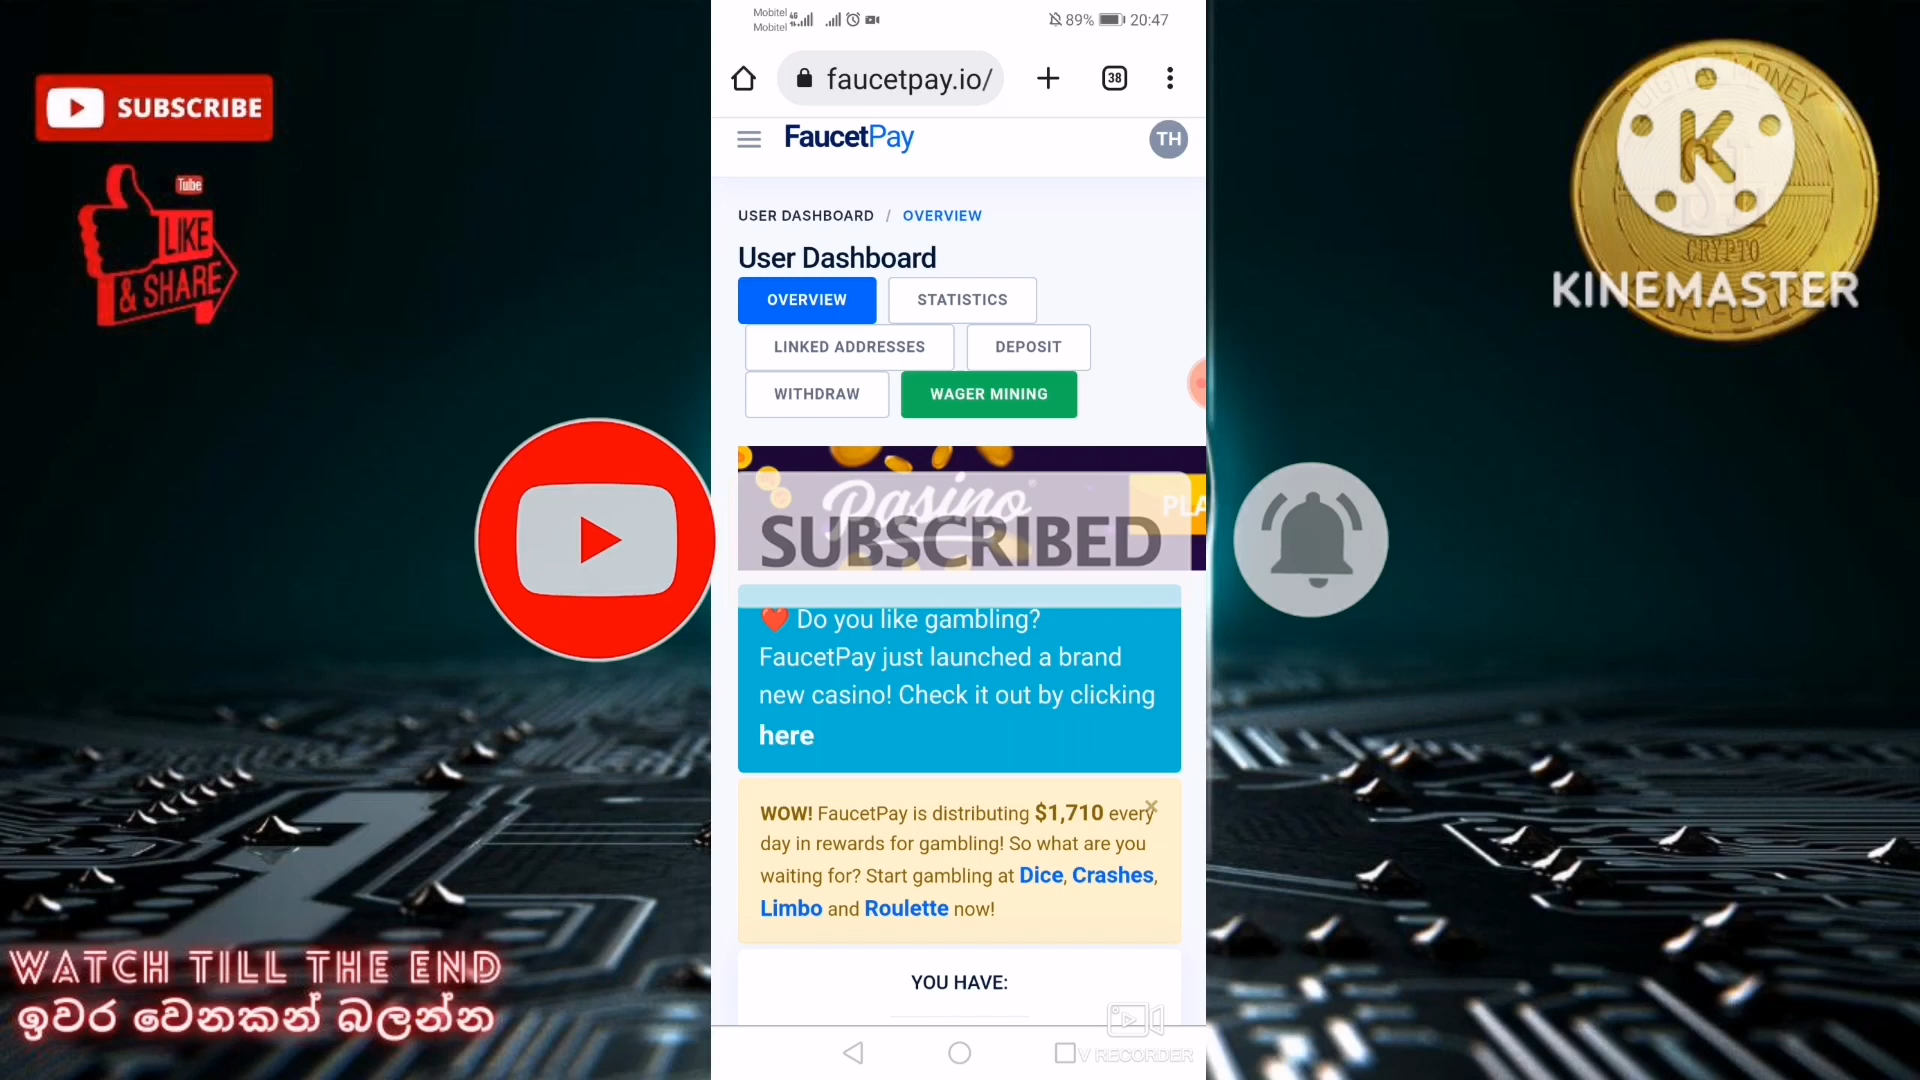 Mobitel 4G
Mobitel
89% 20:47
SUBSCRIBE
faucetpay.io/
38
FaucetPay
TH
Tube
LIKE
& SHARE
K
CRYPTO
KINEMASTER
USER DASHBOARD / OVERVIEW
User Dashboard
OVERVIEW
STATISTICS
LINKED ADDRESSES
DEPOSIT
WITHDRAW
WAGER MINING
Pasino
PLA
SUBSCRIBED
❤️ Do you like gambling?
FaucetPay just launched a brand
new casino! Check it out by clicking
here
WOW! FaucetPay is distributing $1,710 every
day in rewards for gambling! So what are you
waiting for? Start gambling at Dice, Crashes,
Limbo and Roulette now!
YOU HAVE:
WATCH TILL THE END
ඉවර වෙනකන් බලන්න
V RECORDER